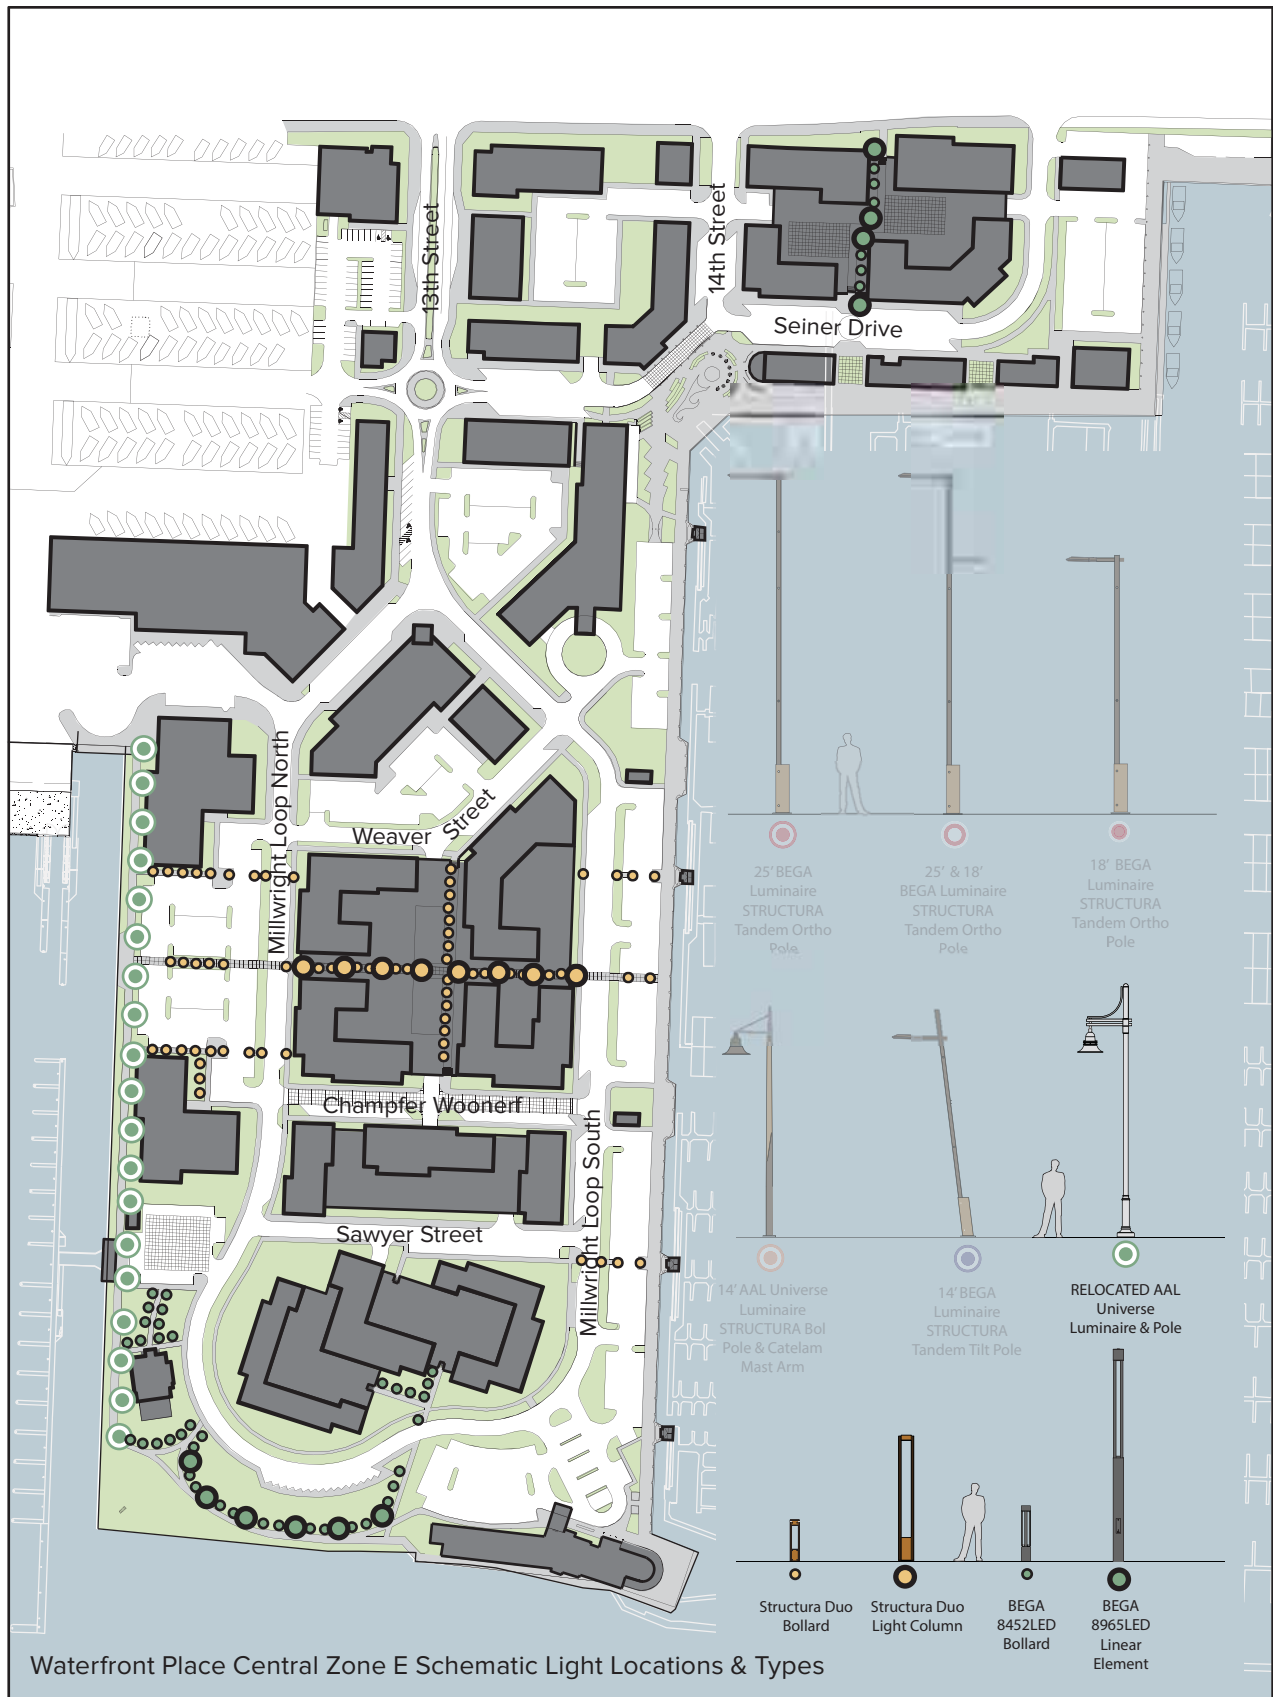 13th Street
14th Street
Seiner Drive
Millwright Loop North
Weaver Street
25' BEGA
Luminaire
STRUCTURA
Tandem Ortho
Pole
25' & 18'
BEGA Luminaire
STRUCTURA
Tandem Ortho
Pole
18' BEGA
Luminaire
STRUCTURA
Tandem Ortho
Pole
Champfer Woonerf
Millwright Loop South
Sawyer Street
14' AAL Universe
Luminaire
STRUCTURA Bol
Pole & Catelam
Mast Arm
14' BEGA
Luminaire
STRUCTURA
Tandem Tilt Pole
RELOCATED AAL
Universe
Luminaire & Pole
Structura Duo
Bollard
Structura Duo
Light Column
BEGA
8452LED
Bollard
BEGA
8965LED
Linear
Element
Waterfront Place Central Zone E Schematic Light Locations & Types